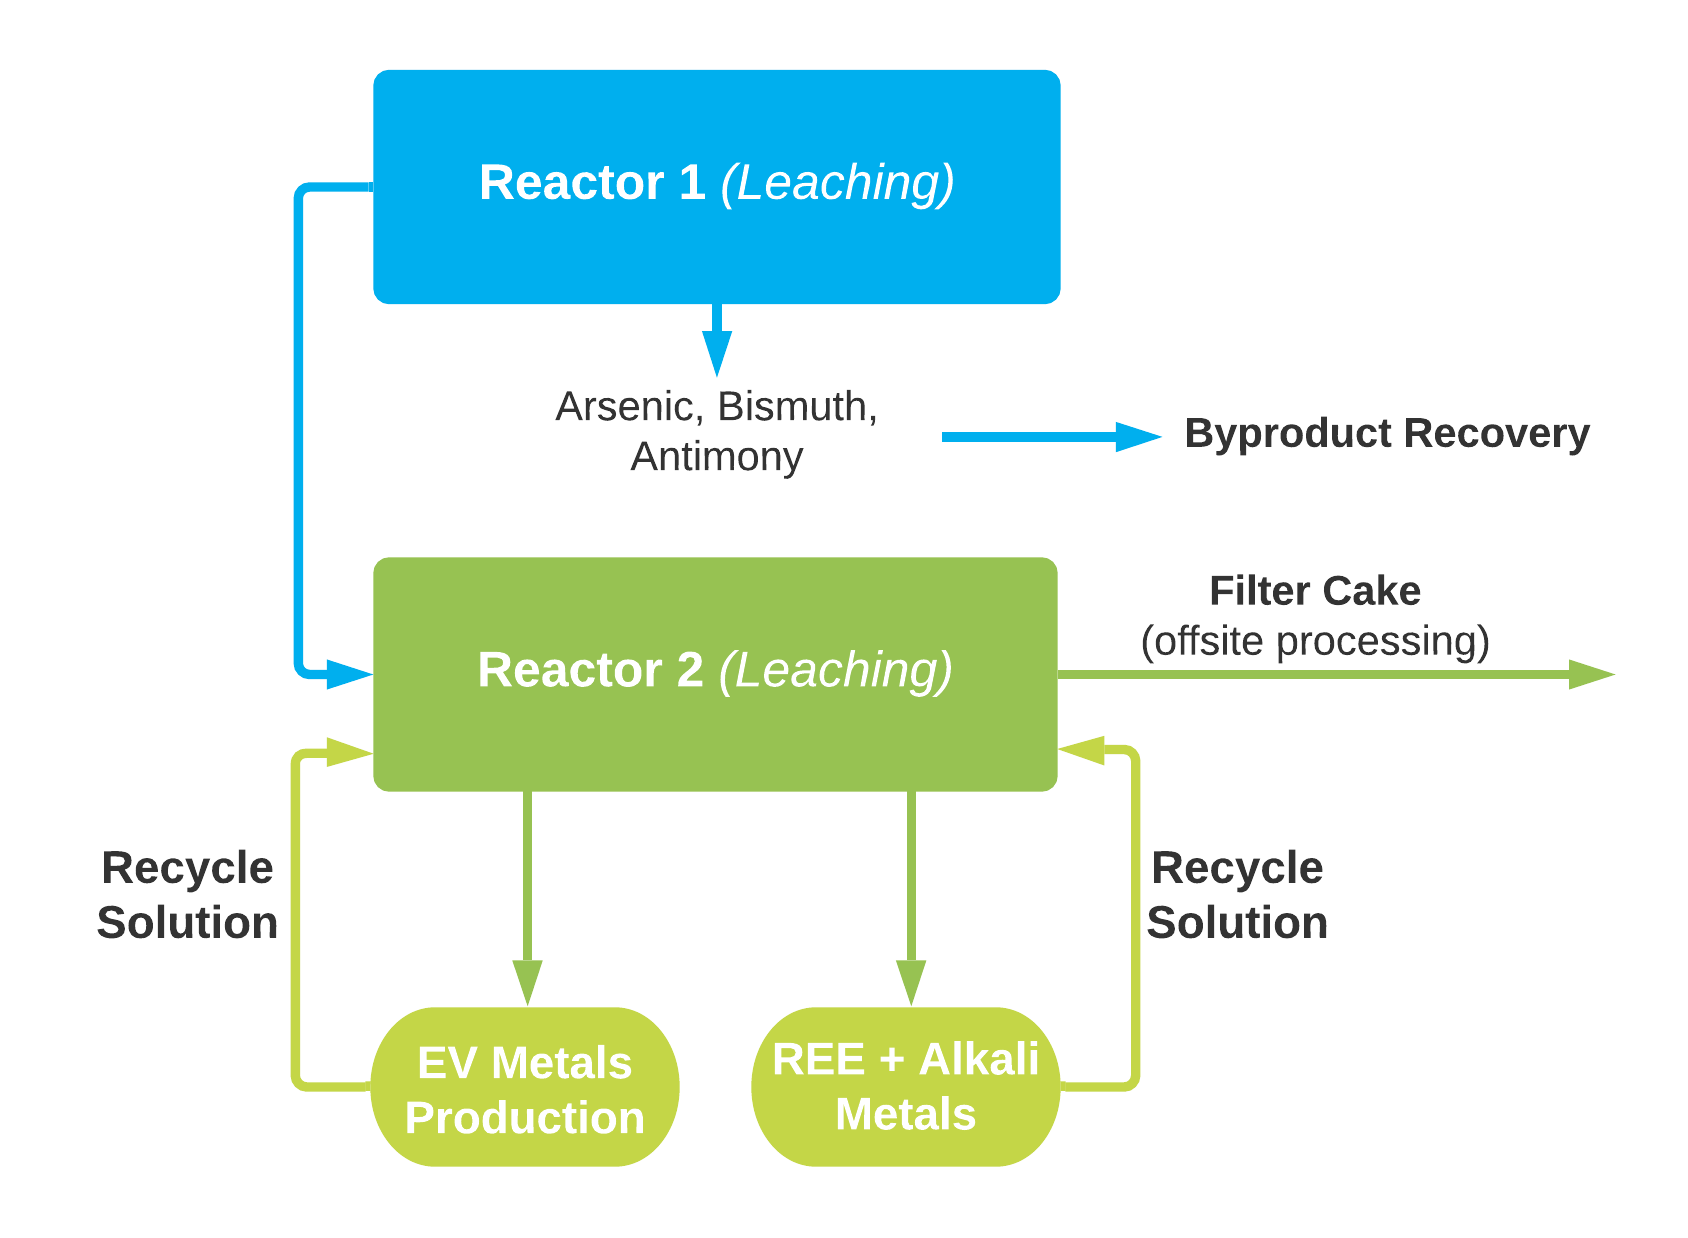 Reactor 1 (Leaching)
Arsenic, Bismuth,
Antimony
Byproduct Recovery
Filter Cake
(offsite processing)
Reactor 2 (Leaching)
Recycle
Solution
Recycle
Solution
EV Metals
Production
REE + Alkali
Metals